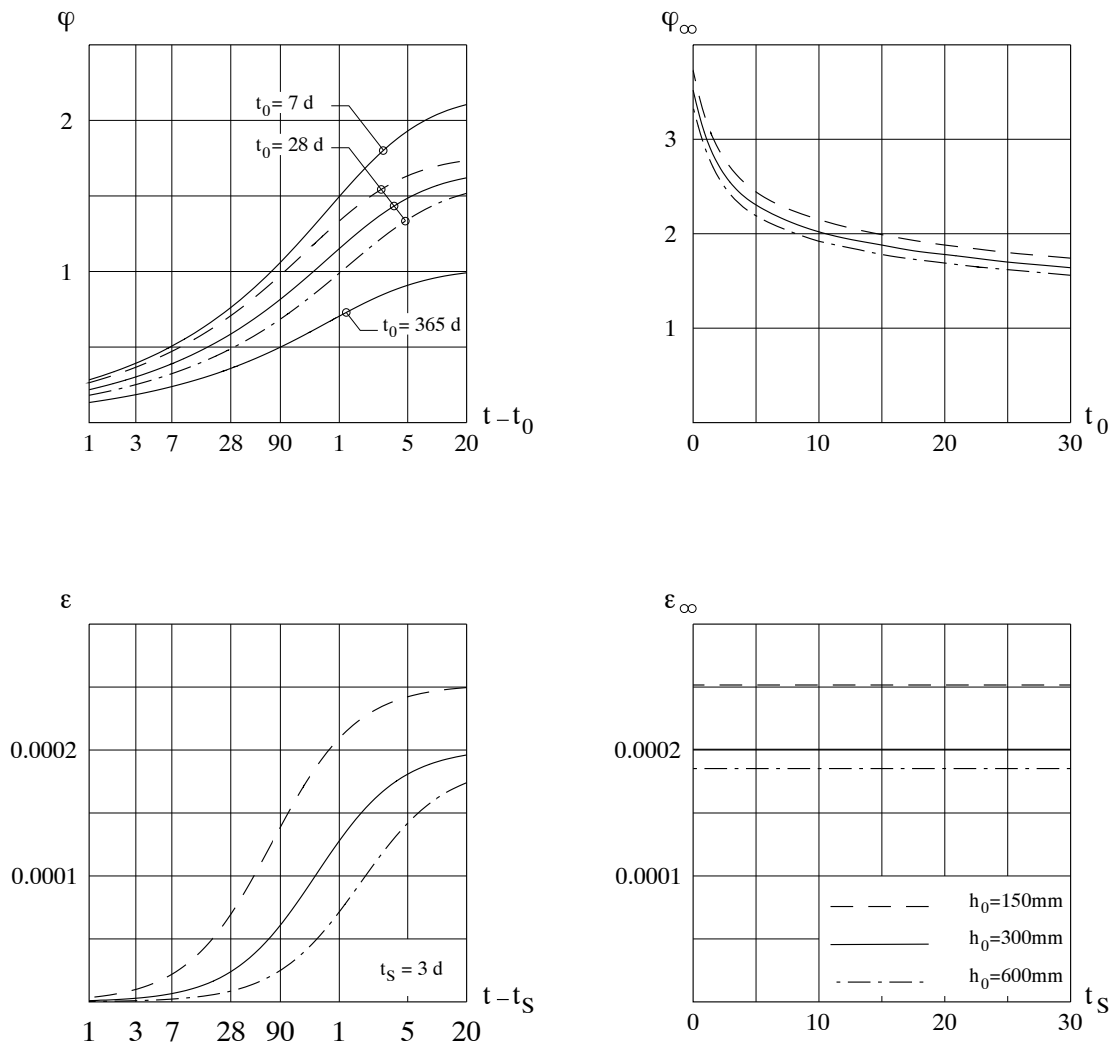 φ
2
1
t₀ = 7 d
t₀ = 28 d
t₀ = 365 d
1 3 7 28 90 1 5 20
t – t₀
φ∞
3
2
1
0 10 20 30
t₀
ε
0.0002
0.0001
tS = 3 d
1 3 7 28 90 1 5 20
t – tS
ε∞
0.0002
0.0001
h₀=150mm
h₀=300mm
h₀=600mm
0 10 20 30
tS